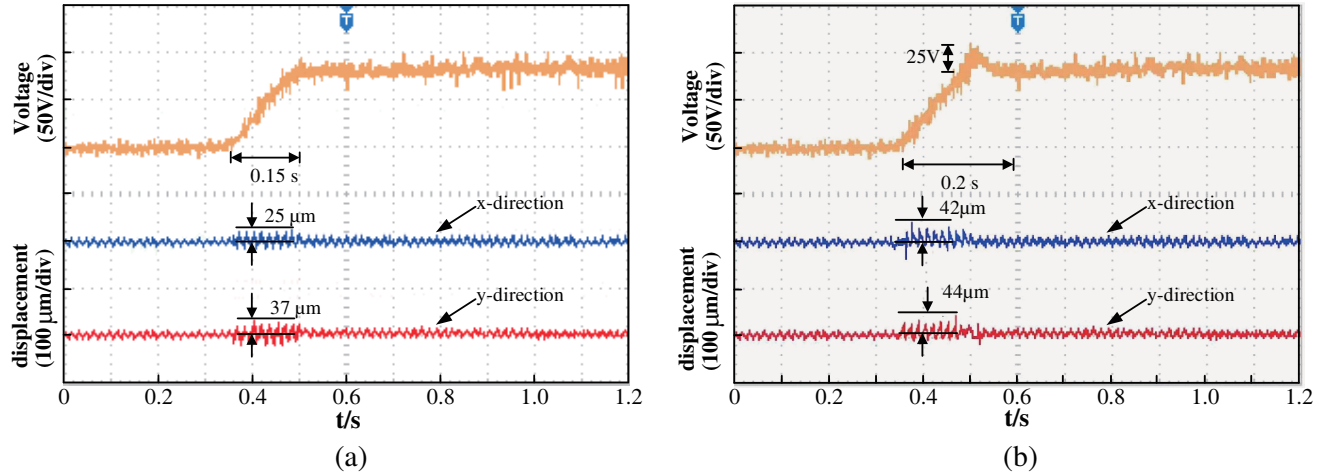 T
Voltage
(50V/div)
0.15 s
25 μm
x-direction
37 μm
y-direction
displacement
(100 μm/div)
0 0.2 0.4 0.6 0.8 1.0 1.2
t/s
(a)
T
25V
Voltage
(50V/div)
0.2 s
42μm
x-direction
44μm
y-direction
displacement
(100 μm/div)
0 0.2 0.4 0.6 0.8 1.0 1.2
t/s
(b)